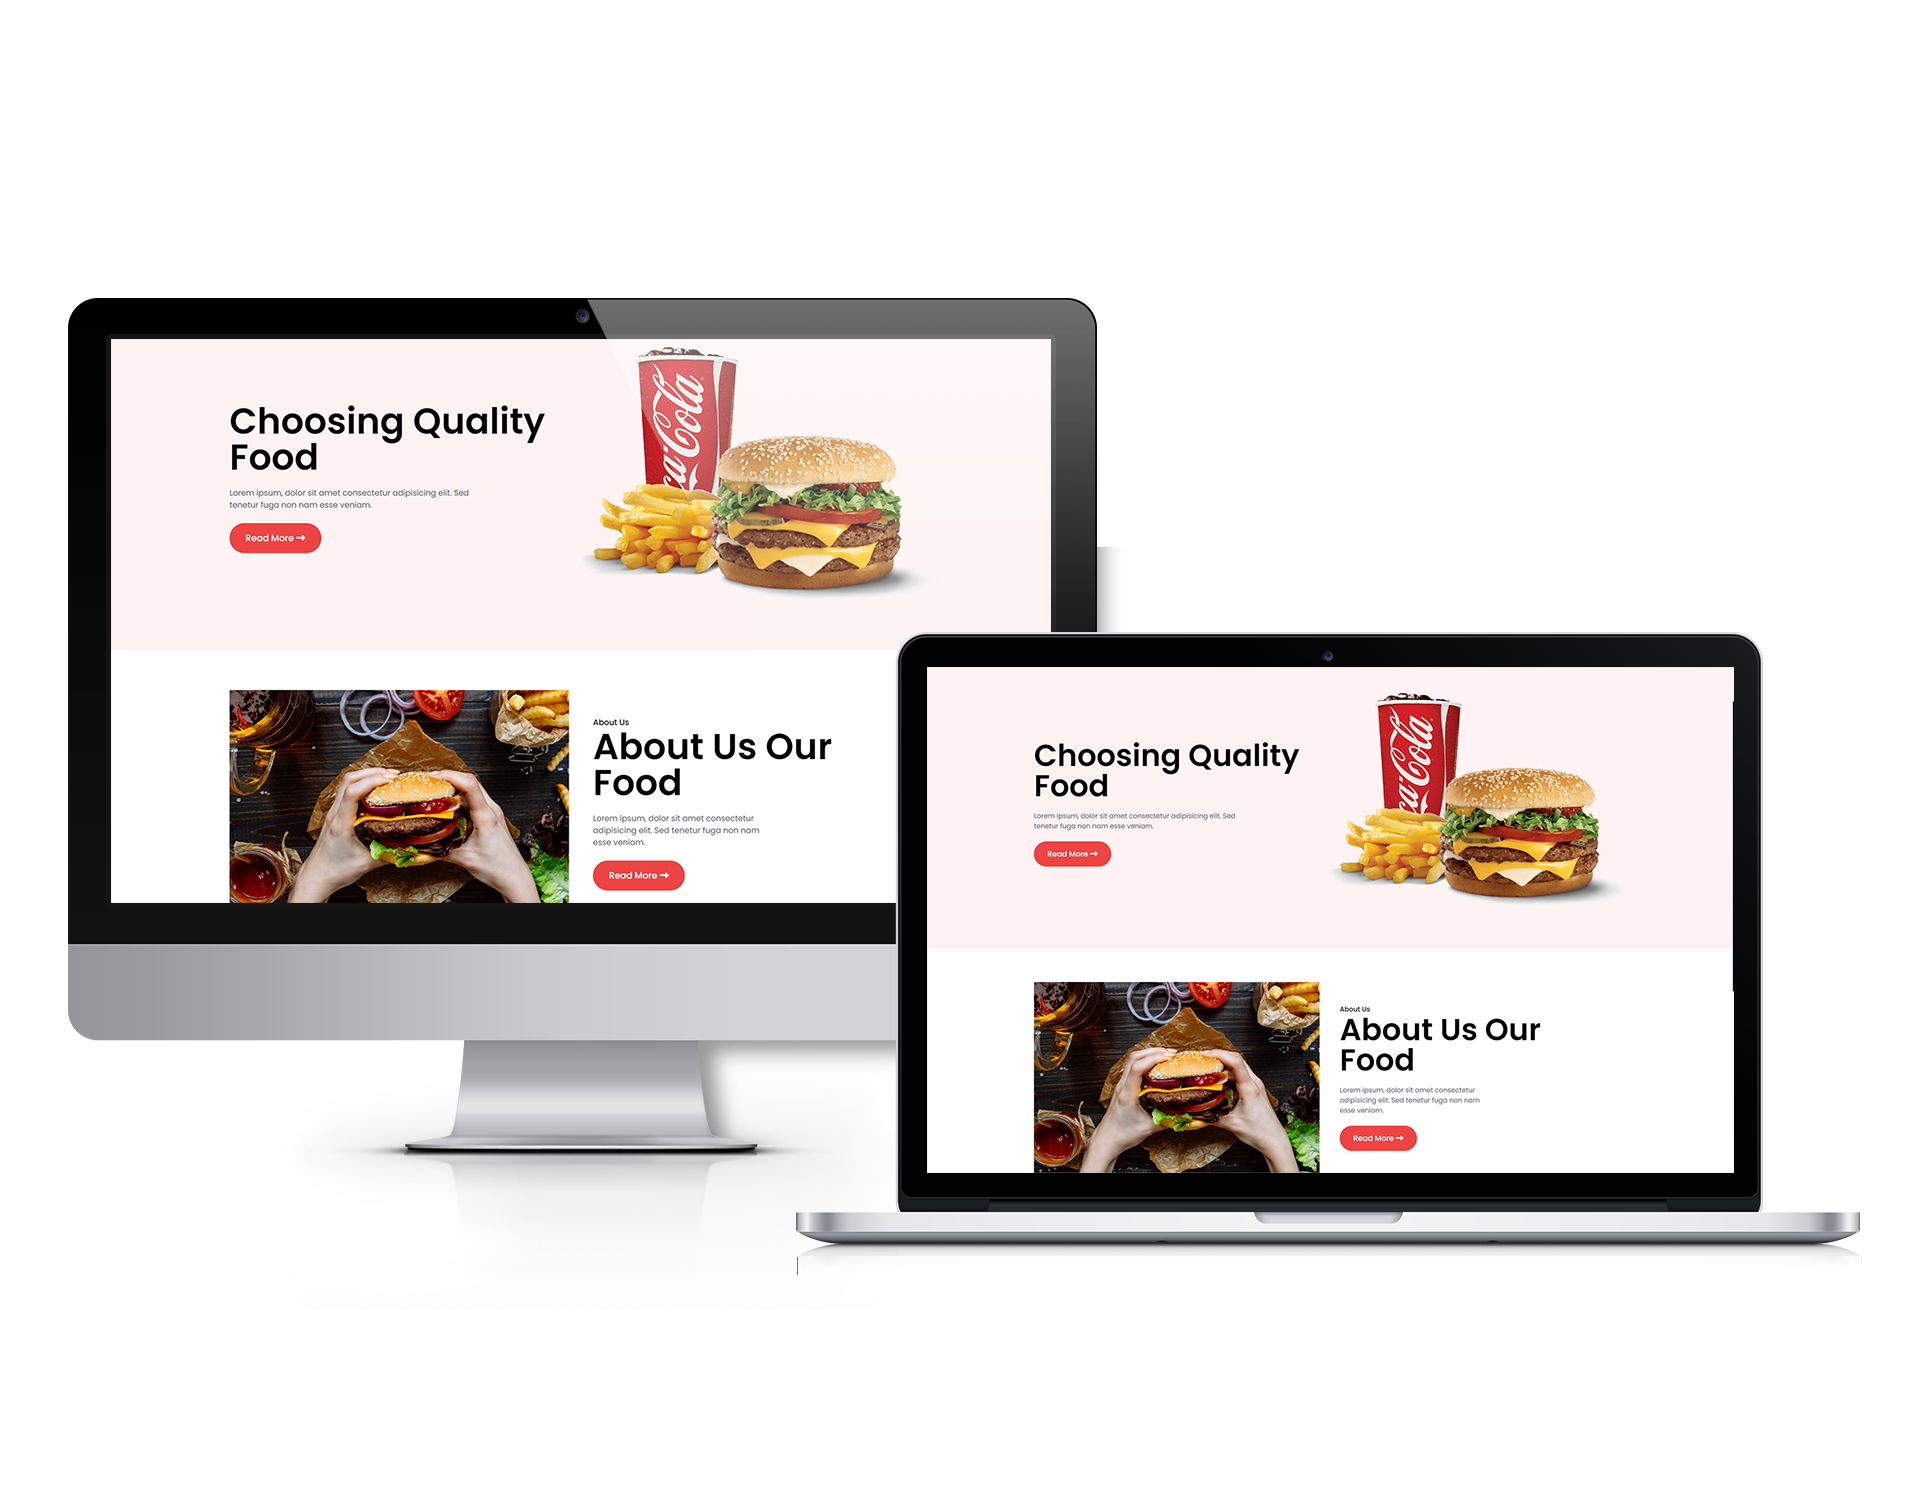 Choosing Quality
Food
Lorem ipsum, dolor sit amet consectetur adipisicing elit. Sed
tenetur fuga non nam esse veniam.
Read More
Coca-Cola
About Us
About Us Our
Food
Lorem ipsum, dolor sit amet consectetur
adipisicing elit. Sed tenetur fuga non nam
esse veniam.
Read More
Choosing Quality
Food
Lorem ipsum, dolor sit amet consectetur adipisicing elit. Sed
tenetur fuga non nam esse veniam.
Read More
ca-Cola
About Us
About Us Our
Food
Lorem ipsum, dolor sit amet consectetur
adipisicing elit. Sed tenetur fuga non nam
esse veniam.
Read More